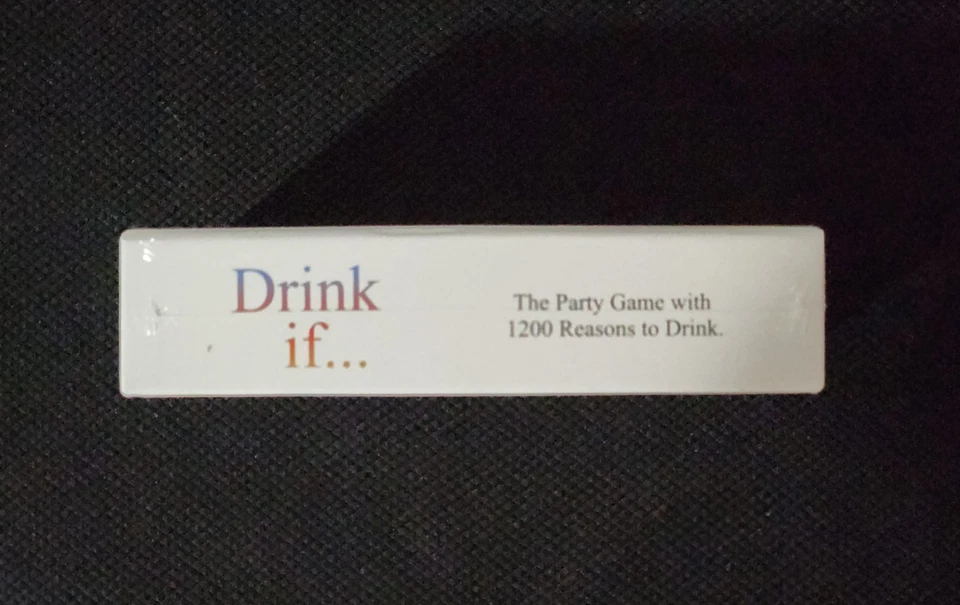 Drink
if...
The Party Game with
1200 Reasons to Drink.